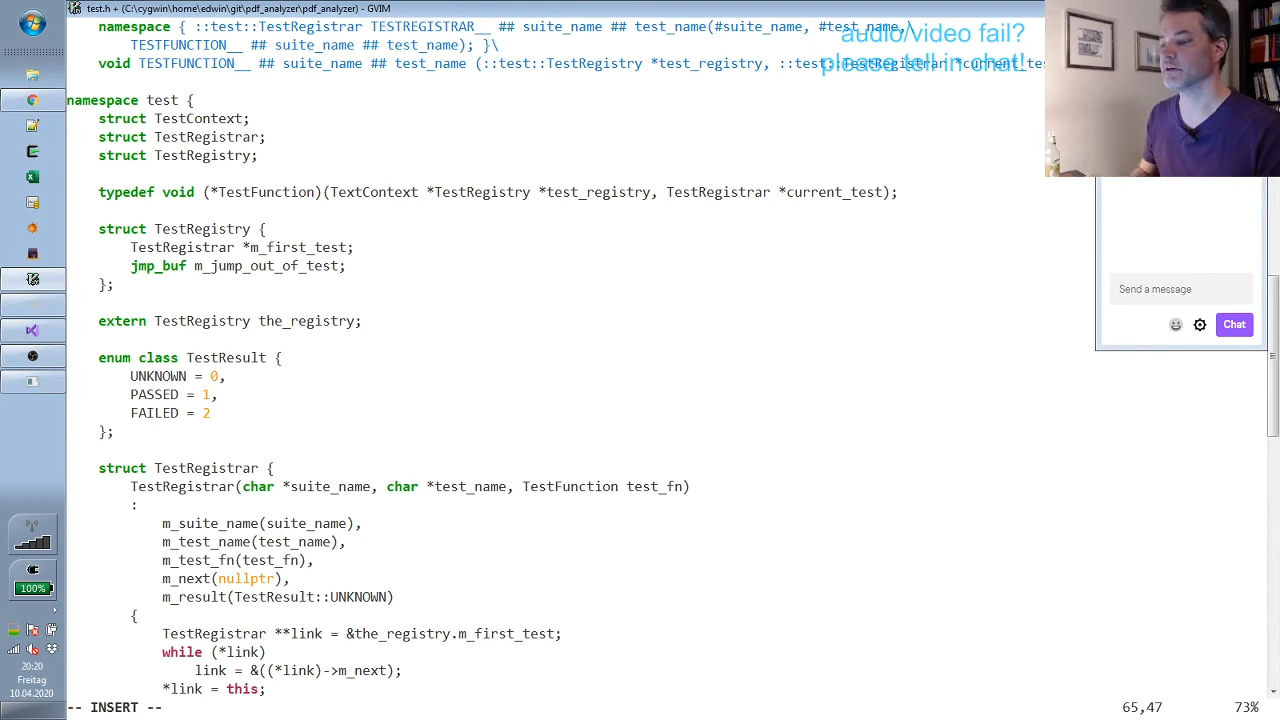 test.h + (C:\cygwin\home\edwin\git\pdf_analyzer\pdf_analyzer) - GVIM
namespace { ::test::TestRegistrar TESTREGISTRAR__ ## suite_name ## test_name(#suite_name, #test_name,\
TESTFUNCTION__ ## suite_name ## test_name); }\
void TESTFUNCTION__ ## suite_name ## test_name (::test::TestRegistry *test_registry, ::test::TestRegistrar *current_tes
audio/video fail?
please tell in chat!
namespace test {
struct TestContext;
struct TestRegistrar;
struct TestRegistry;
typedef void (*TestFunction)(TextContext *TestRegistry *test_registry, TestRegistrar *current_test);
struct TestRegistry {
TestRegistrar *m_first_test;
jmp_buf m_jump_out_of_test;
};
extern TestRegistry the_registry;
enum class TestResult {
UNKNOWN = 0,
PASSED = 1,
FAILED = 2
};
struct TestRegistrar {
TestRegistrar(char *suite_name, char *test_name, TestFunction test_fn)
:
m_suite_name(suite_name),
m_test_name(test_name),
m_test_fn(test_fn),
m_next(nullptr),
m_result(TestResult::UNKNOWN)
{
TestRegistrar **link = &the_registry.m_first_test;
while (*link)
link = &((*link)->m_next);
*link = this;
-- INSERT --
65,47
73%
Send a message
Chat
100%
20:20
Freitag
10.04.2020